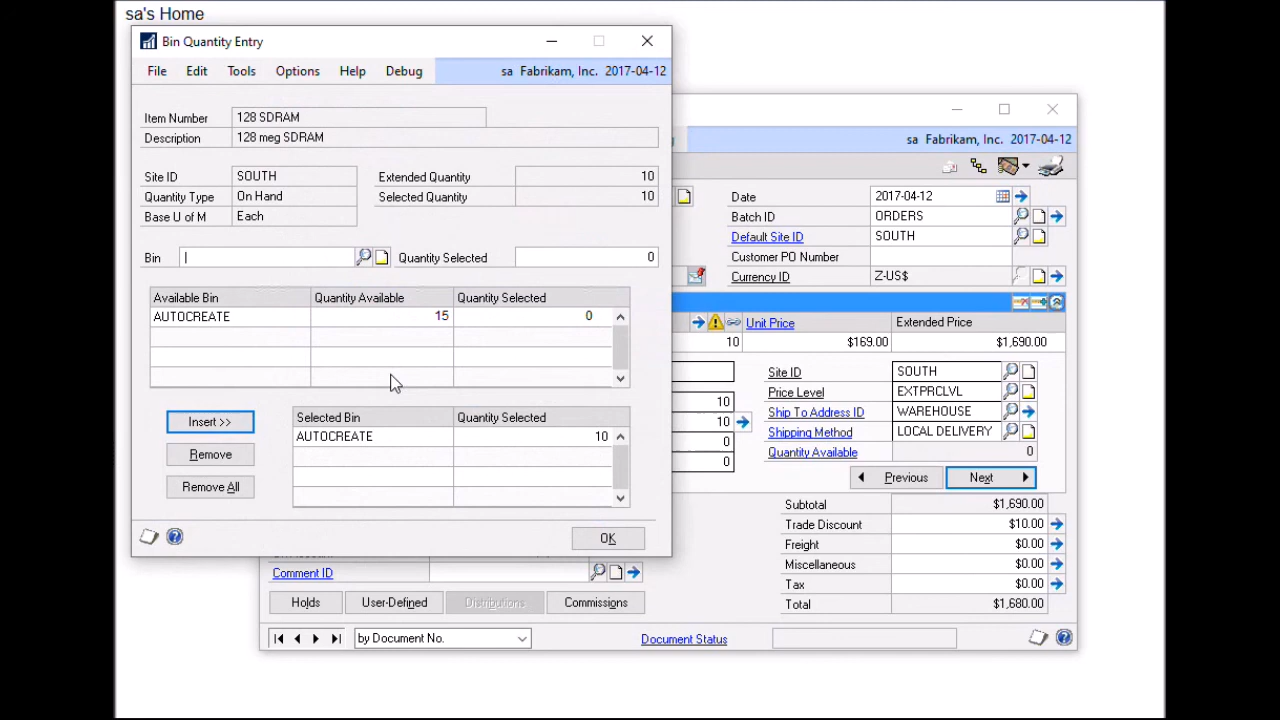 sa's Home
Bin Quantity Entry
File Edit Tools Options Help Debug sa Fabrikam, Inc. 2017-04-12
Item Number 128 SDRAM
Description 128 meg SDRAM
Site ID SOUTH Extended Quantity 10
Quantity Type On Hand Selected Quantity 10
Base U of M Each
Bin Quantity Selected 0
Available Bin Quantity Available Quantity Selected
AUTOCREATE 15 0
Insert >> Selected Bin Quantity Selected
AUTOCREATE 10
Remove
Remove All
OK
sa Fabrikam, Inc. 2017-04-12
Date 2017-04-12
Batch ID ORDERS
Default Site ID SOUTH
Customer PO Number
Currency ID Z-US$
Unit Price Extended Price
10 $169.00 $1,690.00
Site ID SOUTH
10 Price Level EXTPRCLVL
10 Ship To Address ID WAREHOUSE
0 Shipping Method LOCAL DELIVERY
0 Quantity Available 0
Previous Next
Subtotal $1,690.00
Trade Discount $10.00
Freight $0.00
Miscellaneous $0.00
Comment ID Tax $0.00
Holds User-Defined Distributions Commissions Total $1,680.00
by Document No. Document Status